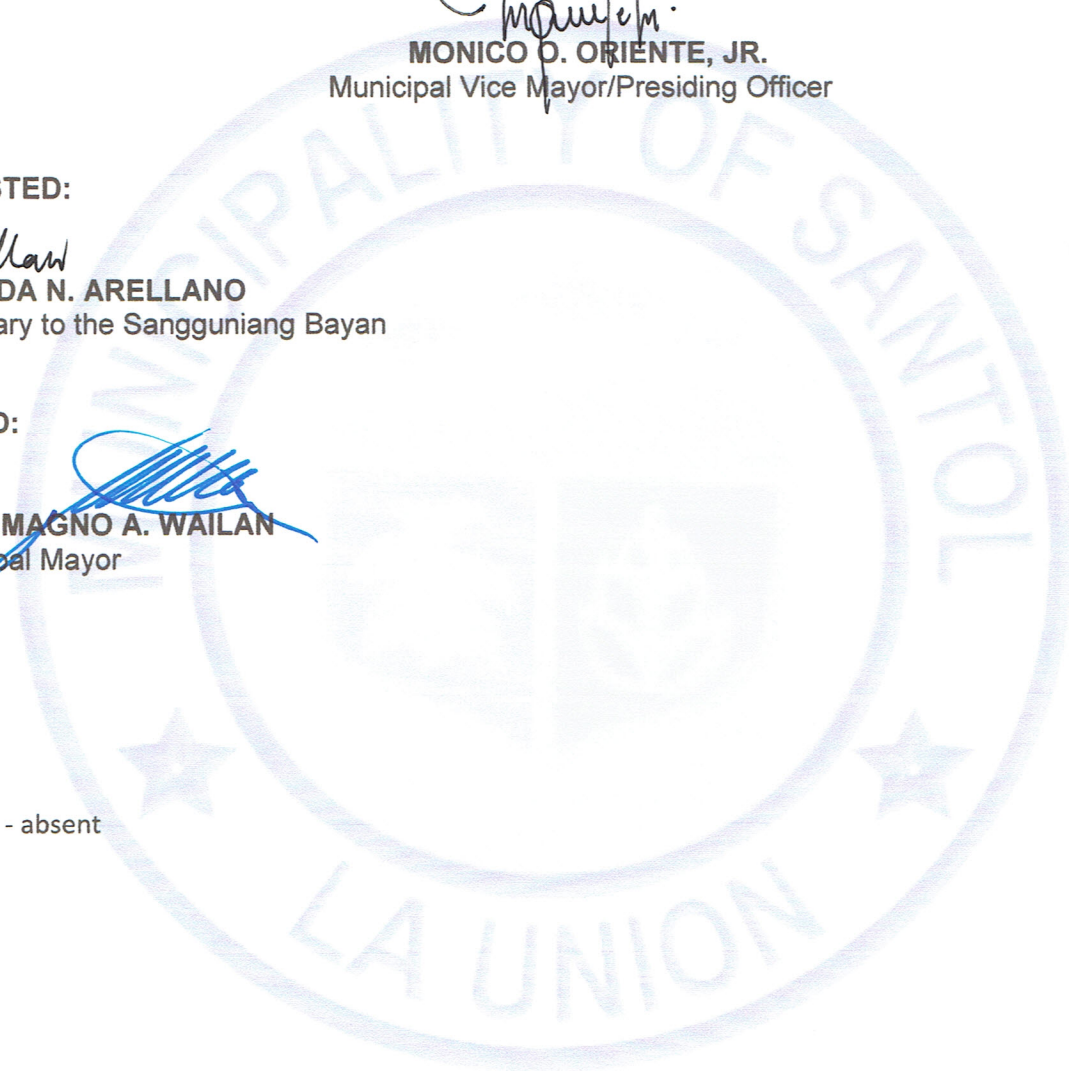 MONICO O. ORIENTE, JR.
Municipal Vice Mayor/Presiding Officer
STED:
DA N. ARELLANO
ary to the Sangguniang Bayan
D:
MAGNO A. WAILAN
pal Mayor
- absent
MUNICIPALITY OF SANTOL
LA UNION